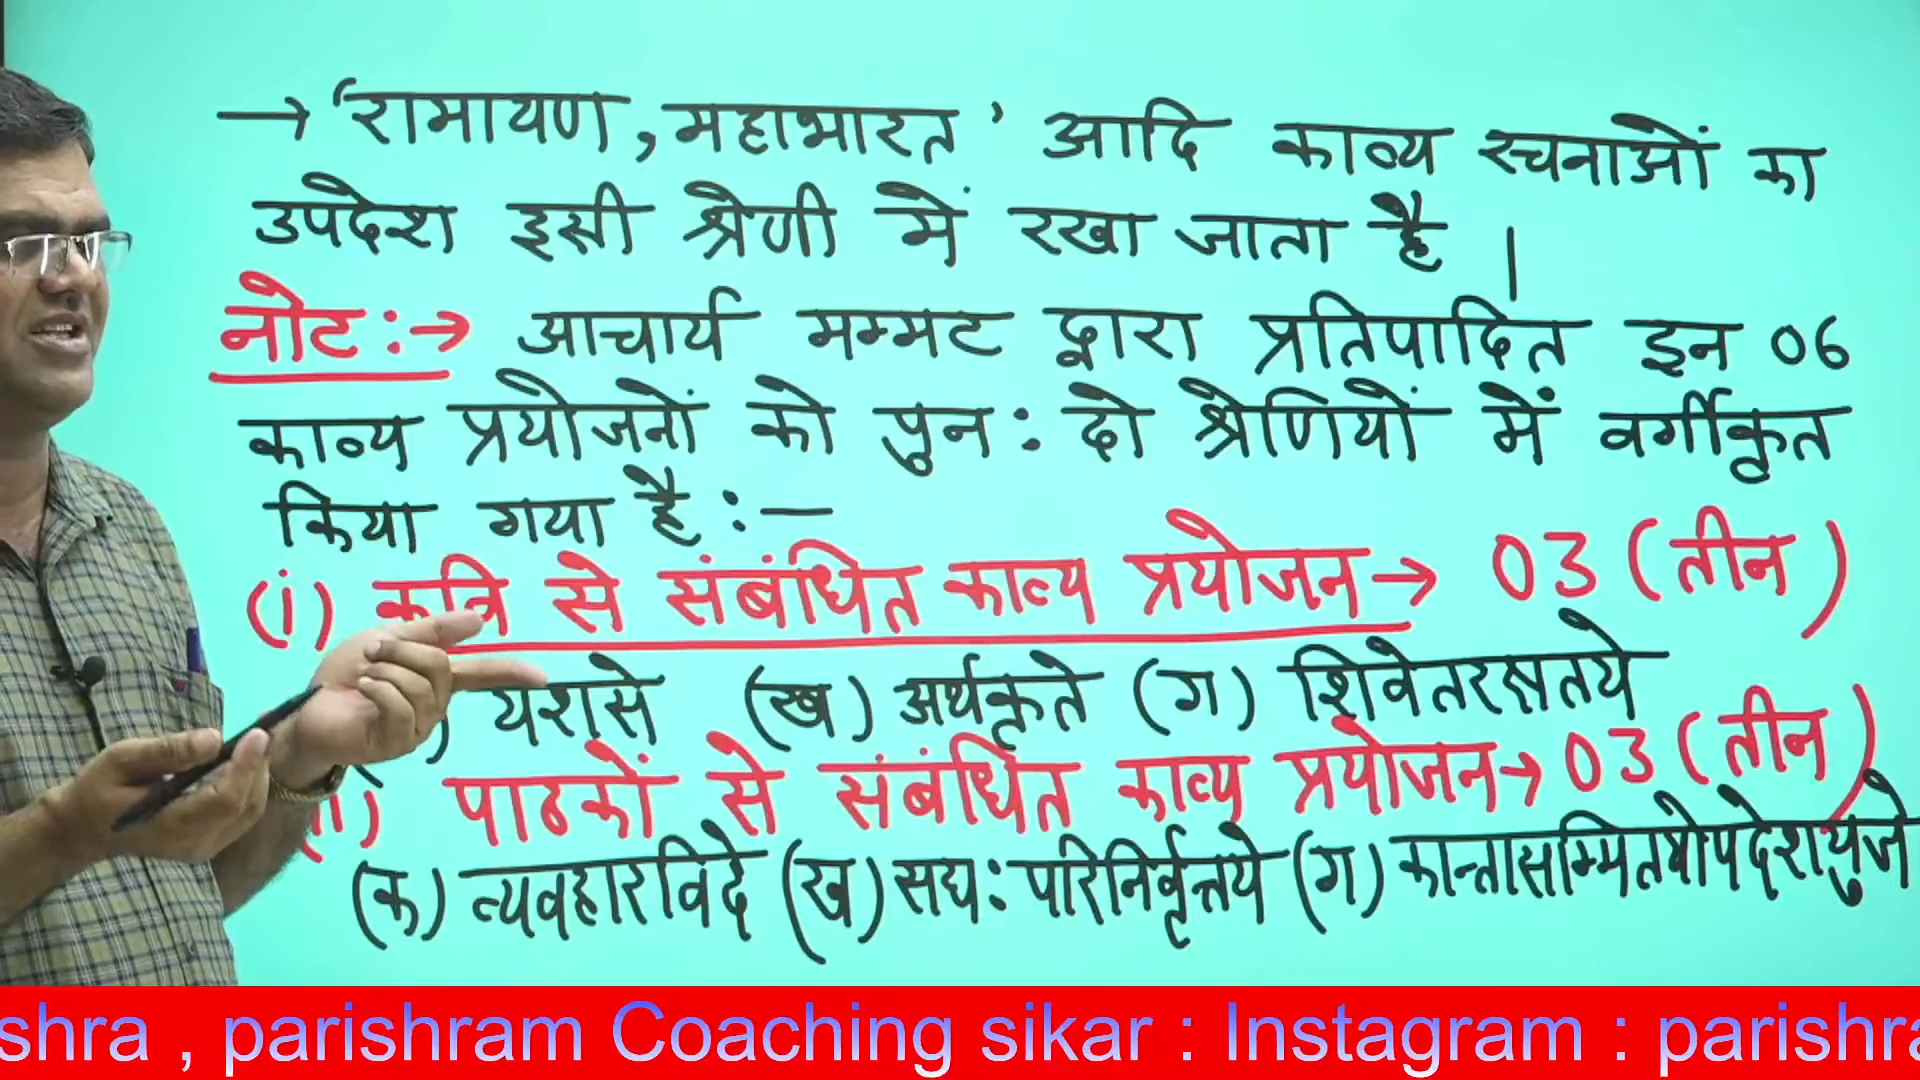 → 'रामायण, महाभारत' आदि काव्य रचनाओं का
उपदेश इसी श्रेणी में रखा जाता है |
नोट:→ आचार्य मम्मट द्वारा प्रतिपादित इन 06
काव्य प्रयोजनों को पुन: दो श्रेणियों में वर्गीकृत
किया गया है :—
(i) कवि से संबंधित काव्य प्रयोजन → 03 (तीन)
) यशसे (ख) अर्थकृते (ग) शिवेतरक्षतये
) पाठकों से संबंधित काव्य प्रयोजन → 03 (तीन)
(क) व्यवहारविदे (ख) सद्य: परिनिर्वृत्तये (ग) कान्तासम्मिततयोपदेशयुजे
shra , parishram Coaching sikar : Instagram : parishra